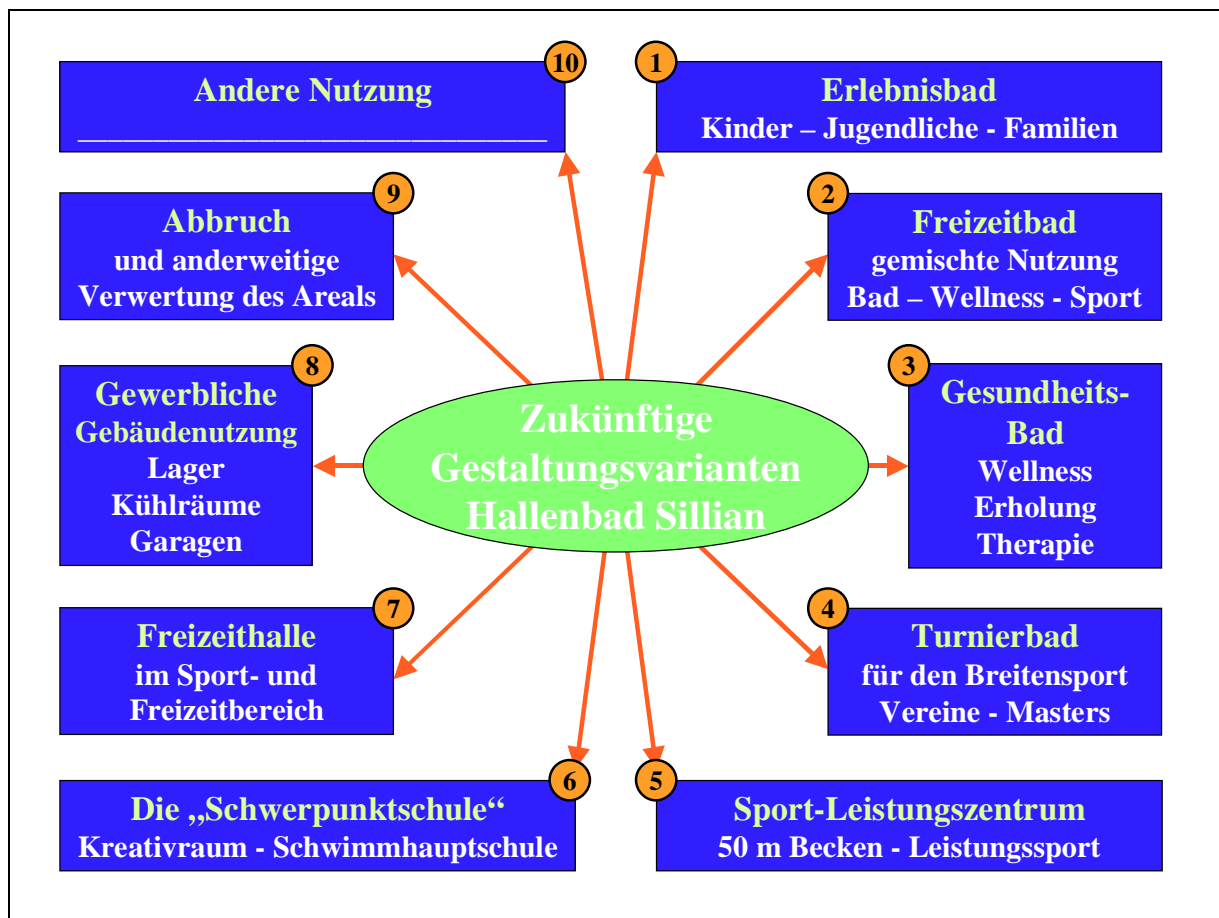 Zukünftige
Gestaltungsvarianten
Hallenbad Sillian
1
Erlebnisbad
Kinder – Jugendliche - Familien
2
Freizeitbad
gemischte Nutzung
Bad – Wellness - Sport
3
Gesundheits-
Bad
Wellness
Erholung
Therapie
4
Turnierbad
für den Breitensport
Vereine - Masters
5
Sport-Leistungszentrum
50 m Becken - Leistungssport
6
Die „Schwerpunktschule“
Kreativraum - Schwimmhauptschule
7
Freizeithalle
im Sport- und
Freizeitbereich
8
Gewerbliche
Gebäudenutzung
Lager
Kühlräume
Garagen
9
Abbruch
und anderweitige
Verwertung des Areals
10
Andere Nutzung
_______________________________